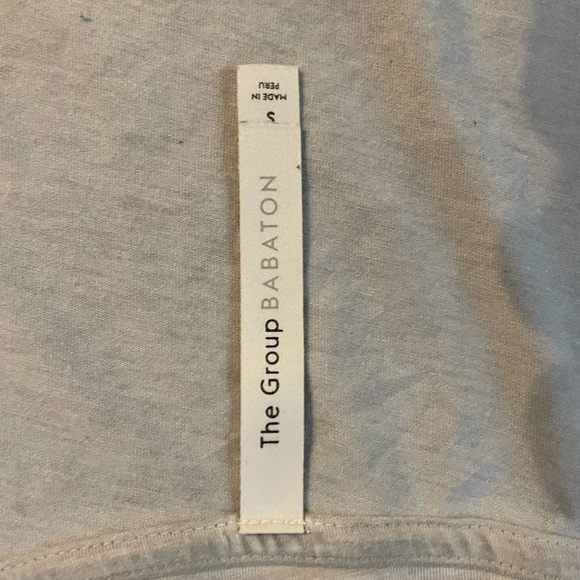 The Group BABATON
S
MADE IN
PERU